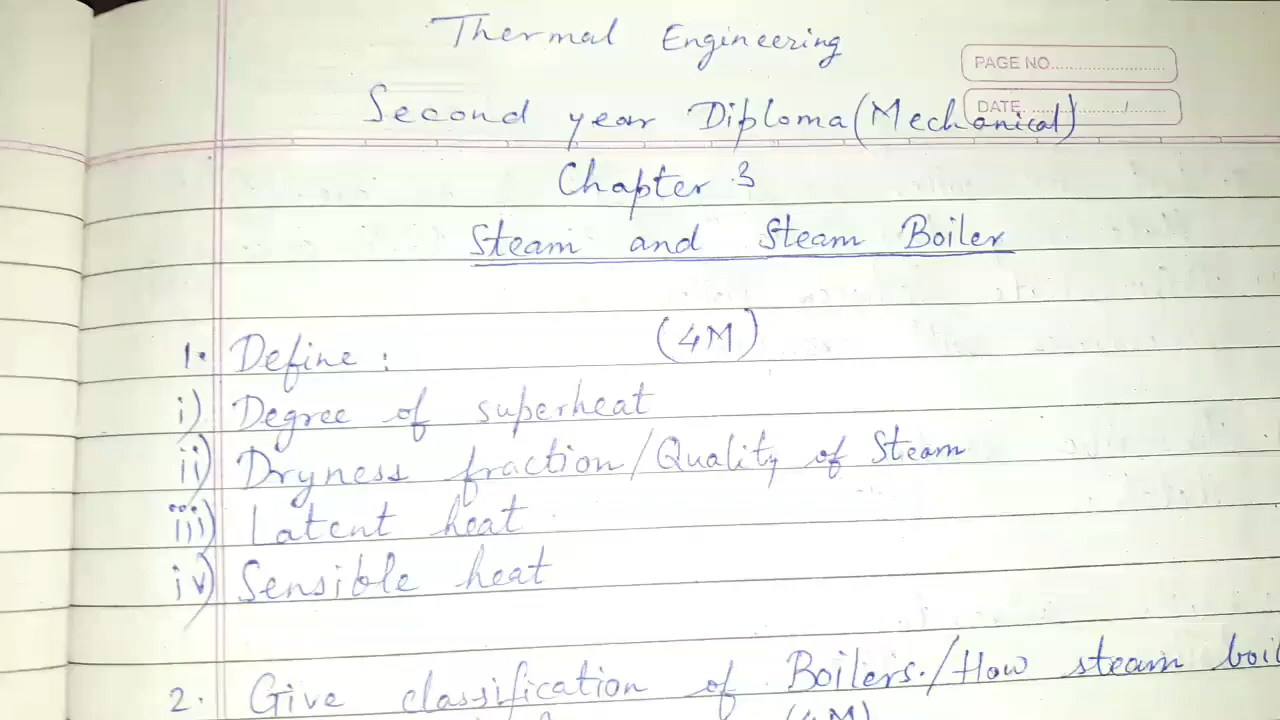 Thermal Engineering
PAGE NO.
DATE / 
Second year Diploma (Mechanical)
Chapter 3
Steam and Steam Boiler
1. Define : (4M)
i) Degree of superheat
ii) Dryness fraction/Quality of Steam
iii) Latent heat
iv) Sensible heat
2. Give classification of Boilers./How steam boil
(4M)